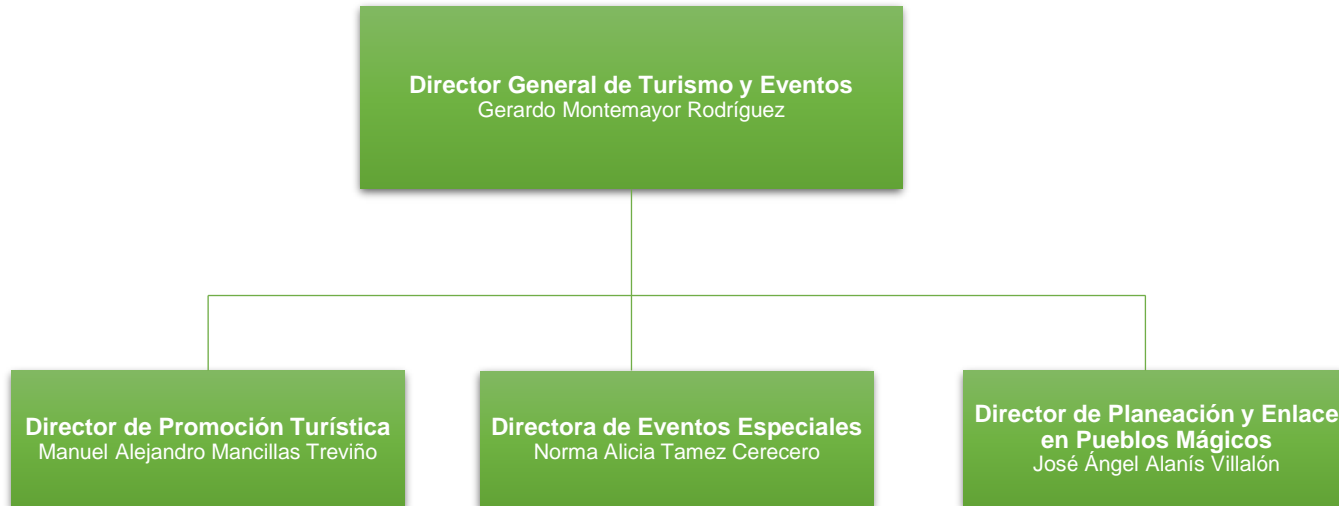 Director General de Turismo y Eventos
Gerardo Montemayor Rodríguez
Director de Promoción Turística
Manuel Alejandro Mancillas Treviño
Directora de Eventos Especiales
Norma Alicia Tamez Cerecero
Director de Planeación y Enlace
en Pueblos Mágicos
José Ángel Alanís Villalón